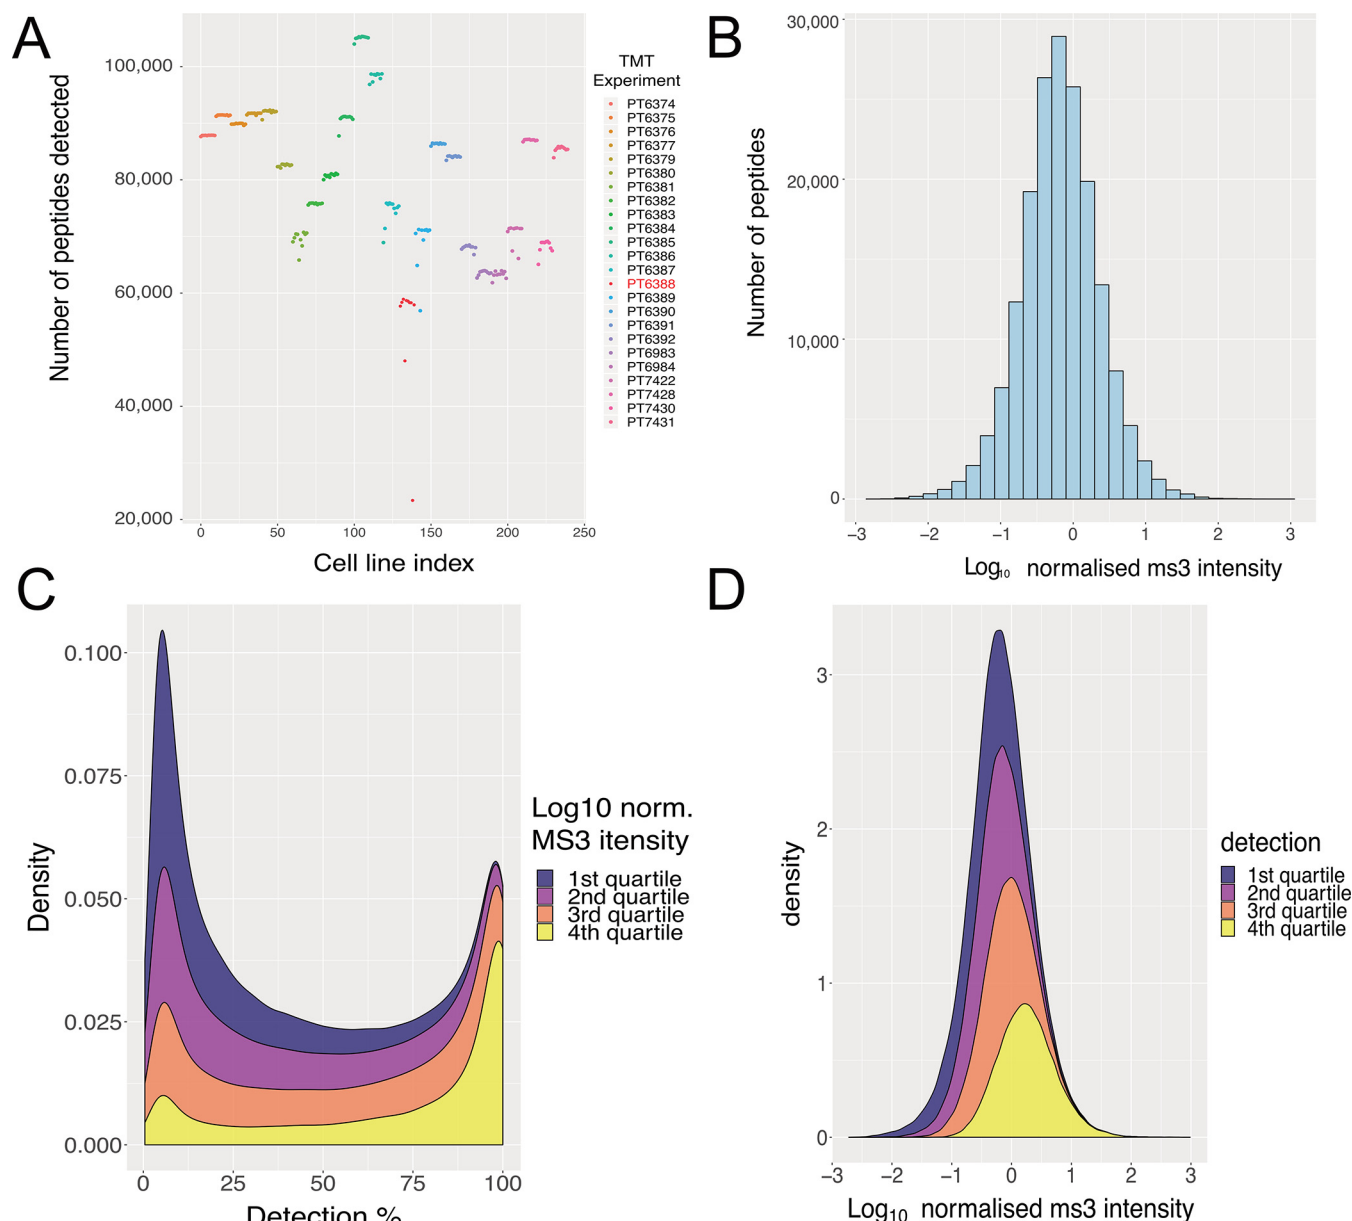 A
Number of peptides detected
100,000
80,000
60,000
40,000
20,000
0
50
100
150
200
250
Cell line index
TMT
Experiment
PT6374
PT6375
PT6376
PT6377
PT6379
PT6380
PT6381
PT6382
PT6383
PT6384
PT6385
PT6386
PT6387
PT6388
PT6389
PT6390
PT6391
PT6392
PT6983
PT6984
PT7422
PT7428
PT7430
PT7431
B
Number of peptides
30,000
20,000
10,000
0
−3
−2
−1
0
1
2
3
Log10 normalised ms3 intensity
C
Density
0.100
0.075
0.050
0.025
0.000
0
25
50
75
100
Detection %
Log10 norm.
MS3 itensity
1st quartile
2nd quartile
3rd quartile
4th quartile
D
density
3
2
1
0
−3
−2
−1
0
1
2
3
Log10 normalised ms3 intensity
detection
1st quartile
2nd quartile
3rd quartile
4th quartile